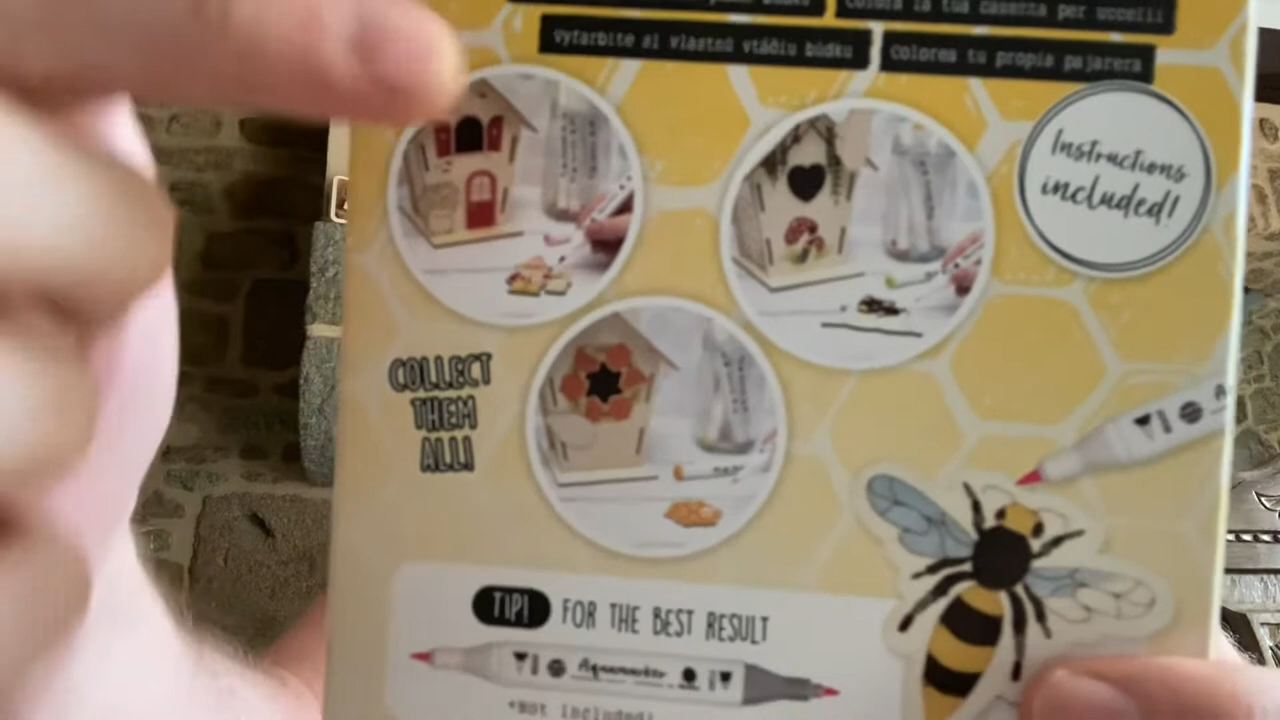 Colora la tua casetta per uccelli
Vyfarbite si vlastnú vtáčiu búdku
Colorea tu propia pajarera
Instructions
included!
COLLECT
THEM
ALL!
TIP! FOR THE BEST RESULT
Aquamarker
*Not included!